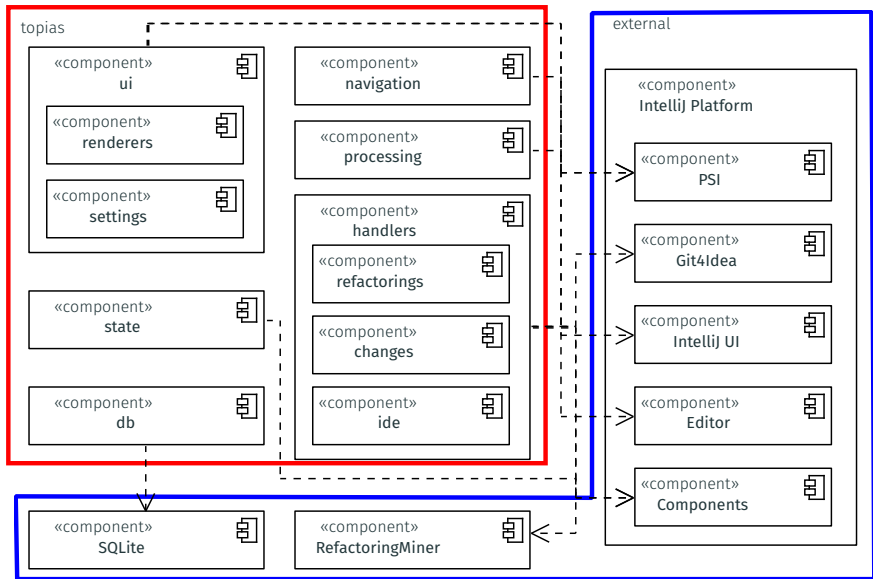 topias
«component»
ui
«component»
renderers
«component»
settings
«component»
state
«component»
db
«component»
navigation
«component»
processing
«component»
handlers
«component»
refactorings
«component»
changes
«component»
ide
external
«component»
IntelliJ Platform
«component»
PSI
«component»
Git4Idea
«component»
IntelliJ UI
«component»
Editor
«component»
Components
«component»
SQLite
«component»
RefactoringMiner